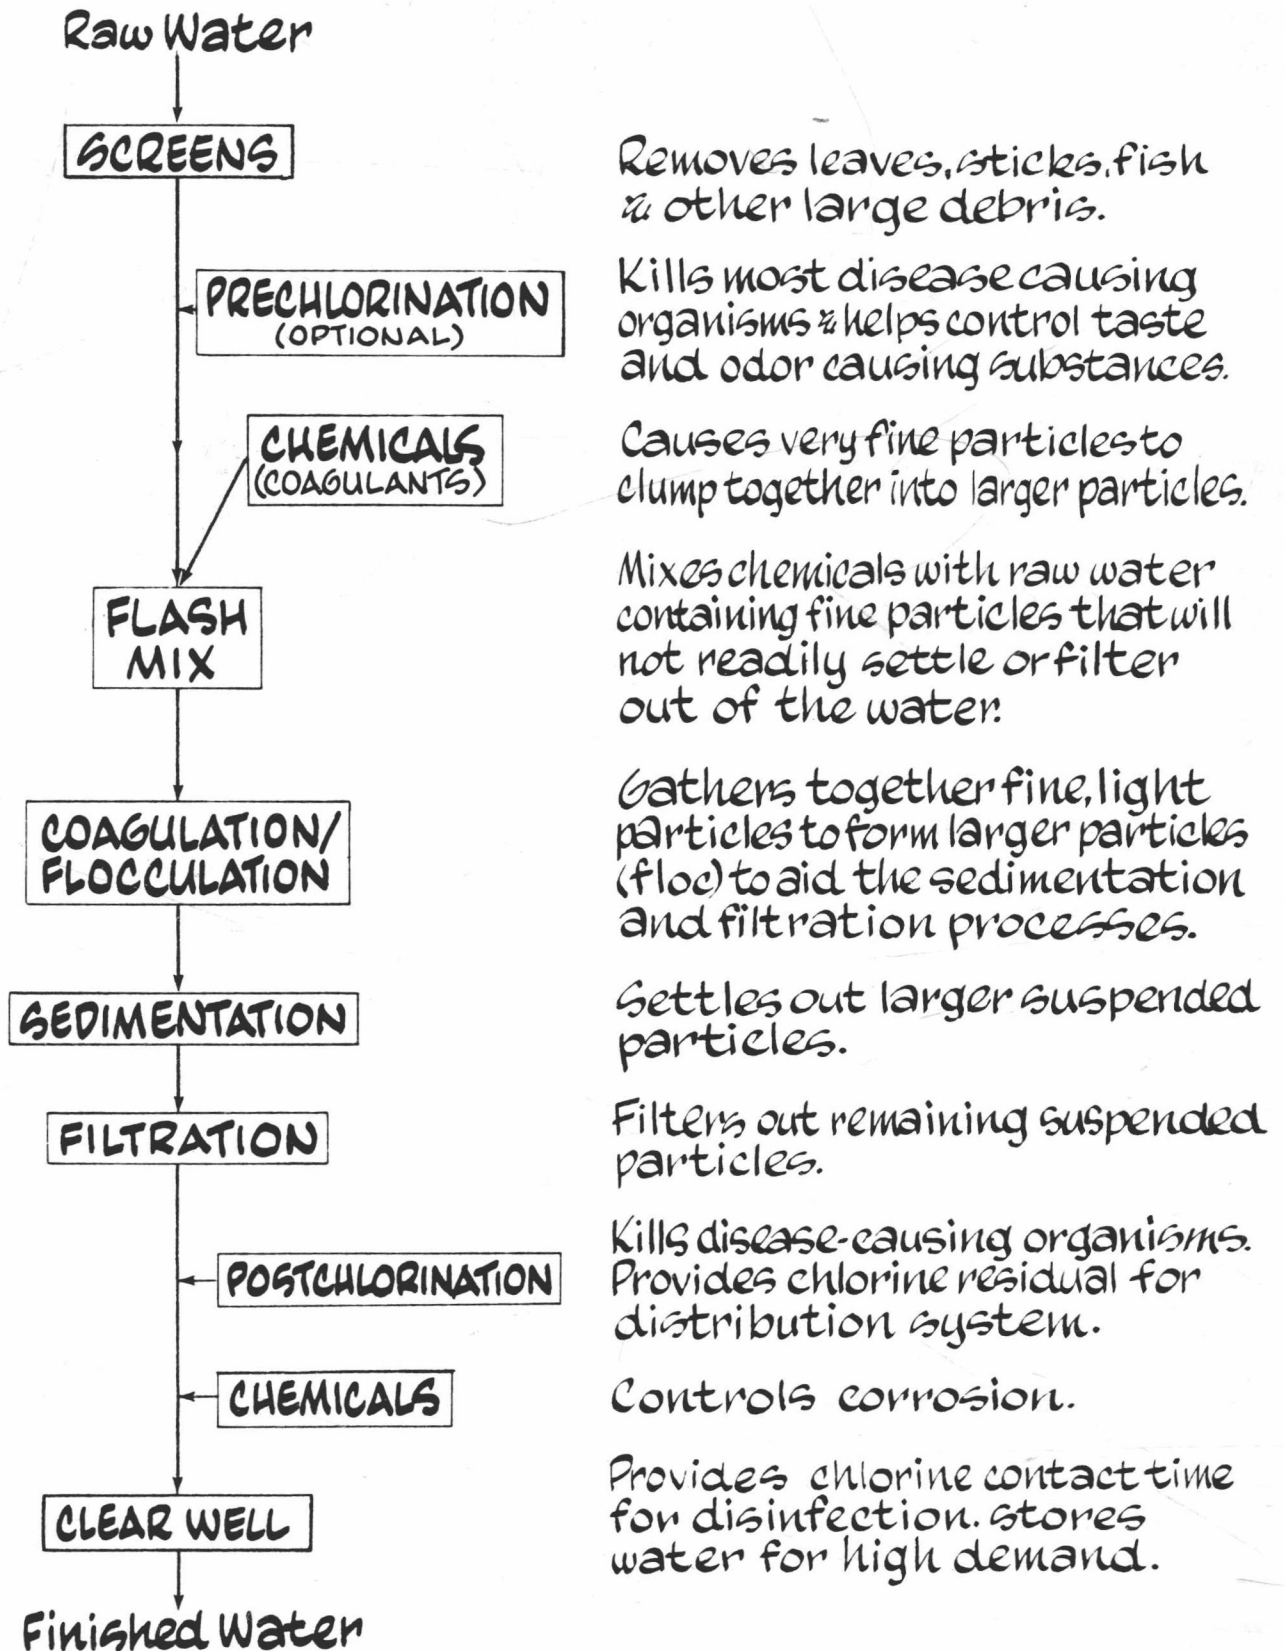 Raw Water
SCREENS
Removes leaves, sticks, fish
& other large debris.
PRECHLORINATION
(OPTIONAL)
Kills most disease causing
organisms & helps control taste
and odor causing substances.
CHEMICALS
(COAGULANTS)
Causes very fine particles to
clump together into larger particles.
FLASH
MIX
Mixes chemicals with raw water
containing fine particles that will
not readily settle or filter
out of the water.
COAGULATION/
FLOCCULATION
Gathers together fine, light
particles to form larger particles
(floc) to aid the sedimentation
and filtration processes.
SEDIMENTATION
Settles out larger suspended
particles.
FILTRATION
Filters out remaining suspended
particles.
POSTCHLORINATION
Kills disease-causing organisms.
Provides chlorine residual for
distribution system.
CHEMICALS
Controls corrosion.
CLEAR WELL
Provides chlorine contact time
for disinfection. Stores
water for high demand.
Finished Water